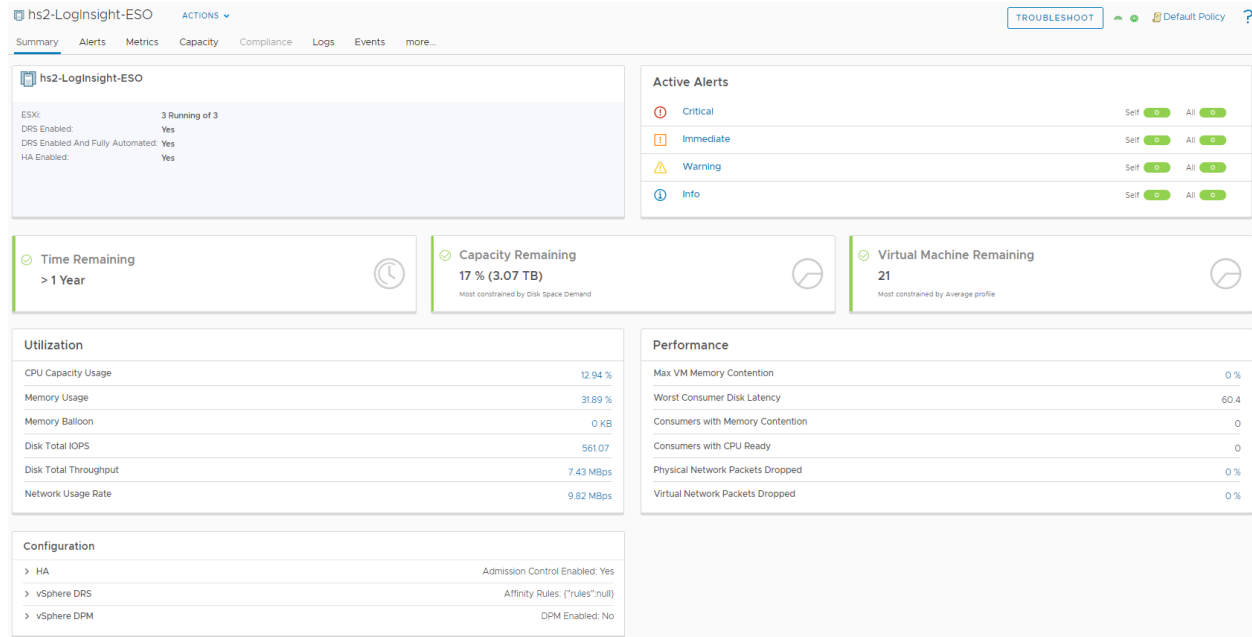 hs2-LogInsight-ESO ACTIONS TROUBLESHOOT Default Policy ?
Summary Alerts Metrics Capacity Compliance Logs Events more...
hs2-LogInsight-ESO
ESXi: 3 Running of 3
DRS Enabled: Yes
DRS Enabled And Fully Automated: Yes
HA Enabled: Yes
Active Alerts
Critical Self 0 All 0
Immediate Self 0 All 0
Warning Self 0 All 0
Info Self 0 All 0
Time Remaining
> 1 Year
Capacity Remaining
17 % (3.07 TB)
Most constrained by Disk Space Demand
Virtual Machine Remaining
21
Most constrained by Average profile
Utilization
CPU Capacity Usage 12.94 %
Memory Usage 31.89 %
Memory Balloon 0 KB
Disk Total IOPS 561.07
Disk Total Throughput 7.43 MBps
Network Usage Rate 9.82 MBps
Performance
Max VM Memory Contention 0 %
Worst Consumer Disk Latency 60.4
Consumers with Memory Contention 0
Consumers with CPU Ready 0
Physical Network Packets Dropped 0 %
Virtual Network Packets Dropped 0 %
Configuration
HA Admission Control Enabled: Yes
vSphere DRS Affinity Rules: {"rules":null}
vSphere DPM DPM Enabled: No